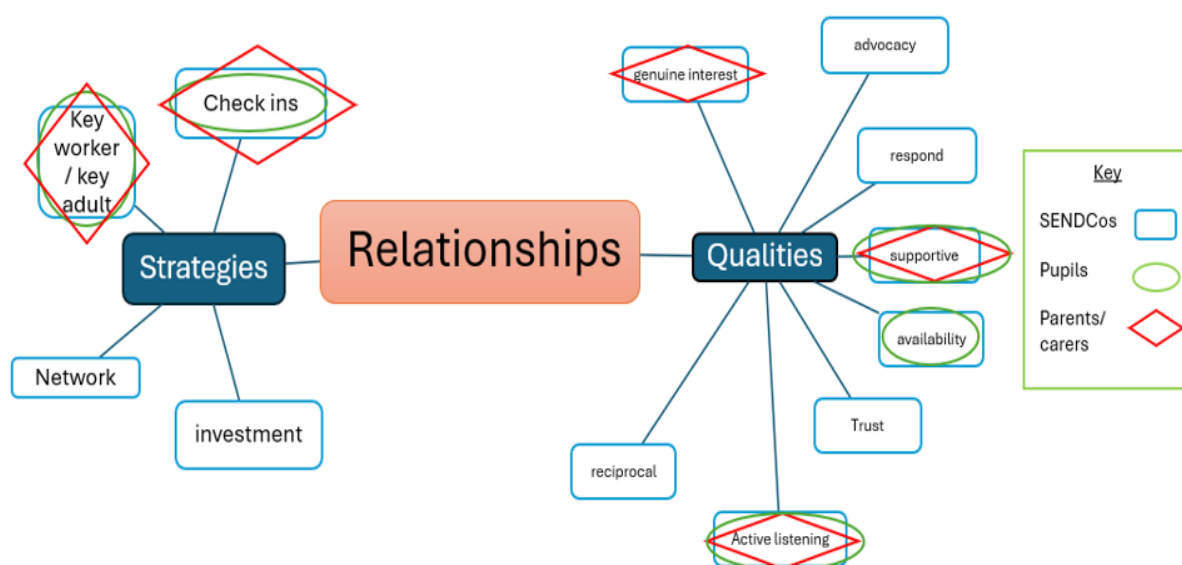 Key
worker
/ key
adult
Check ins
Strategies
Network
investment
Relationships
genuine interest
advocacy
respond
Qualities
supportive
availability
Trust
reciprocal
Active listening
Key
SENDCos
Pupils
Parents/
carers